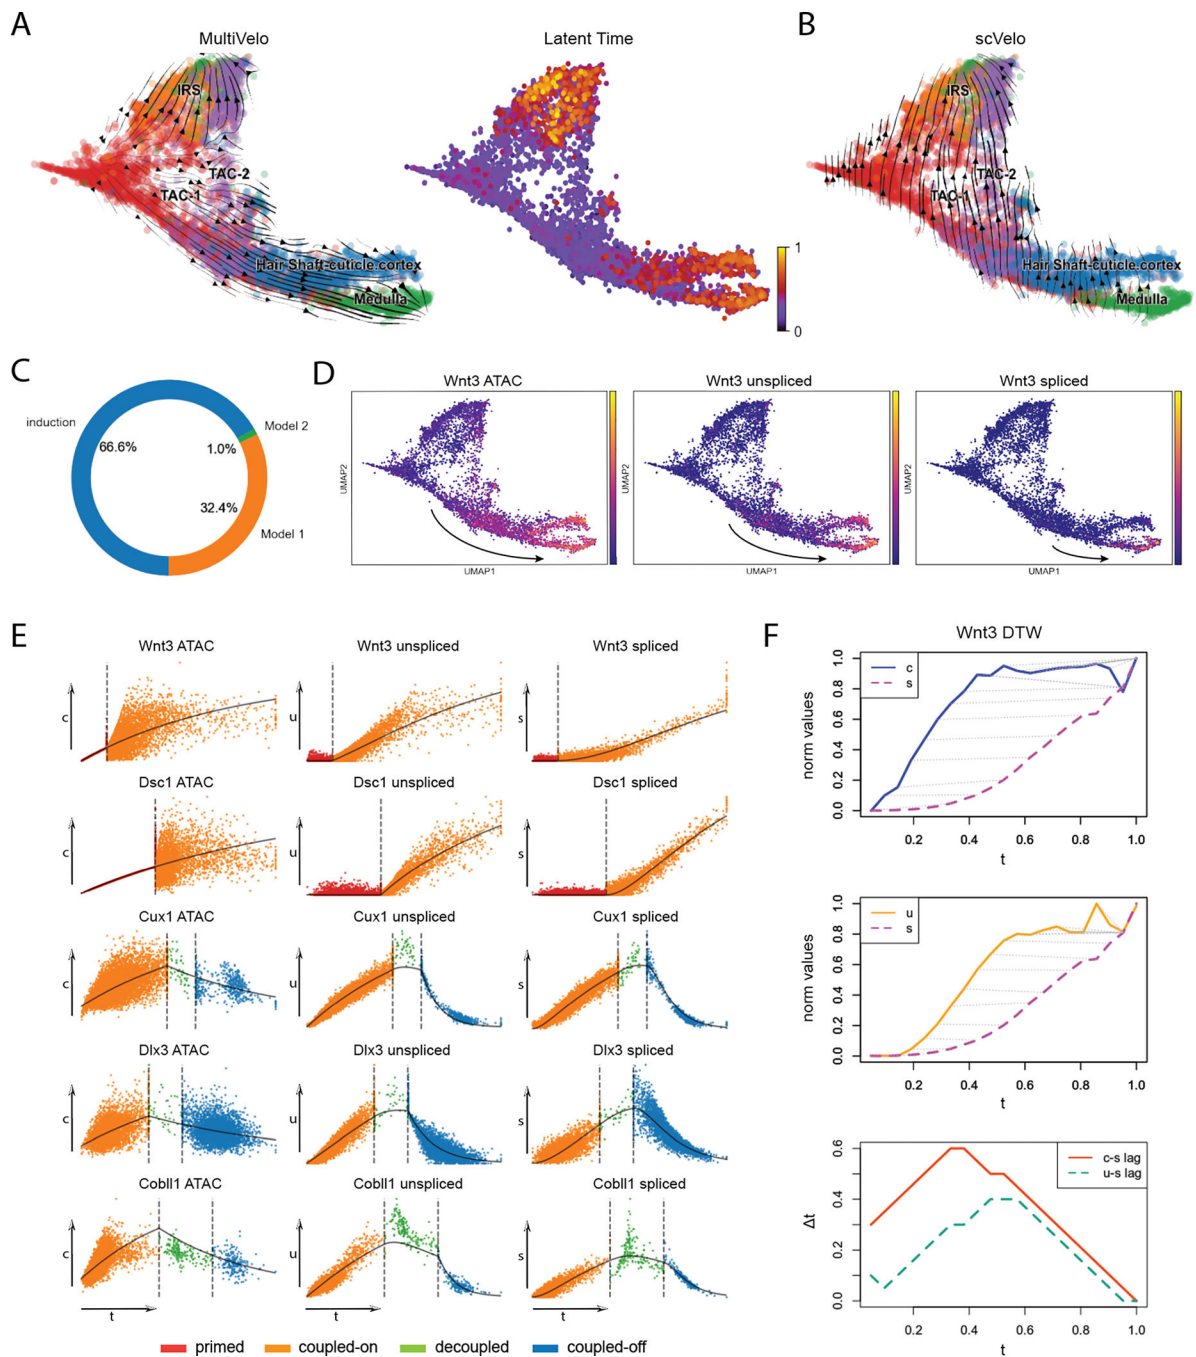 A
MultiVelo
Latent Time
B
scVelo
IRS
TAC-2
TAC-1
Hair Shaft-cuticle.cortex
Medulla
1
0
IRS
TAC-2
TAC-1
Hair Shaft-cuticle.cortex
Medulla
C
induction
66.6%
Model 2
1.0%
32.4%
Model 1
D
Wnt3 ATAC
Wnt3 unspliced
Wnt3 spliced
UMAP2
UMAP1
UMAP2
UMAP1
UMAP2
UMAP1
E
Wnt3 ATAC
Wnt3 unspliced
Wnt3 spliced
c
u
s
Dsc1 ATAC
Dsc1 unspliced
Dsc1 spliced
c
u
s
Cux1 ATAC
Cux1 unspliced
Cux1 spliced
c
u
s
Dlx3 ATAC
Dlx3 unspliced
Dlx3 spliced
c
u
s
Cobll1 ATAC
Cobll1 unspliced
Cobll1 spliced
c
u
s
t
t
t
primed
coupled-on
decoupled
coupled-off
F
Wnt3 DTW
c
s
norm values
0.0 0.2 0.4 0.6 0.8 1.0
0.2 0.4 0.6 0.8 1.0
t
u
s
norm values
0.0 0.2 0.4 0.6 0.8 1.0
0.2 0.4 0.6 0.8 1.0
t
c-s lag
u-s lag
Δt
0.0 0.2 0.4 0.6
0.2 0.4 0.6 0.8 1.0
t